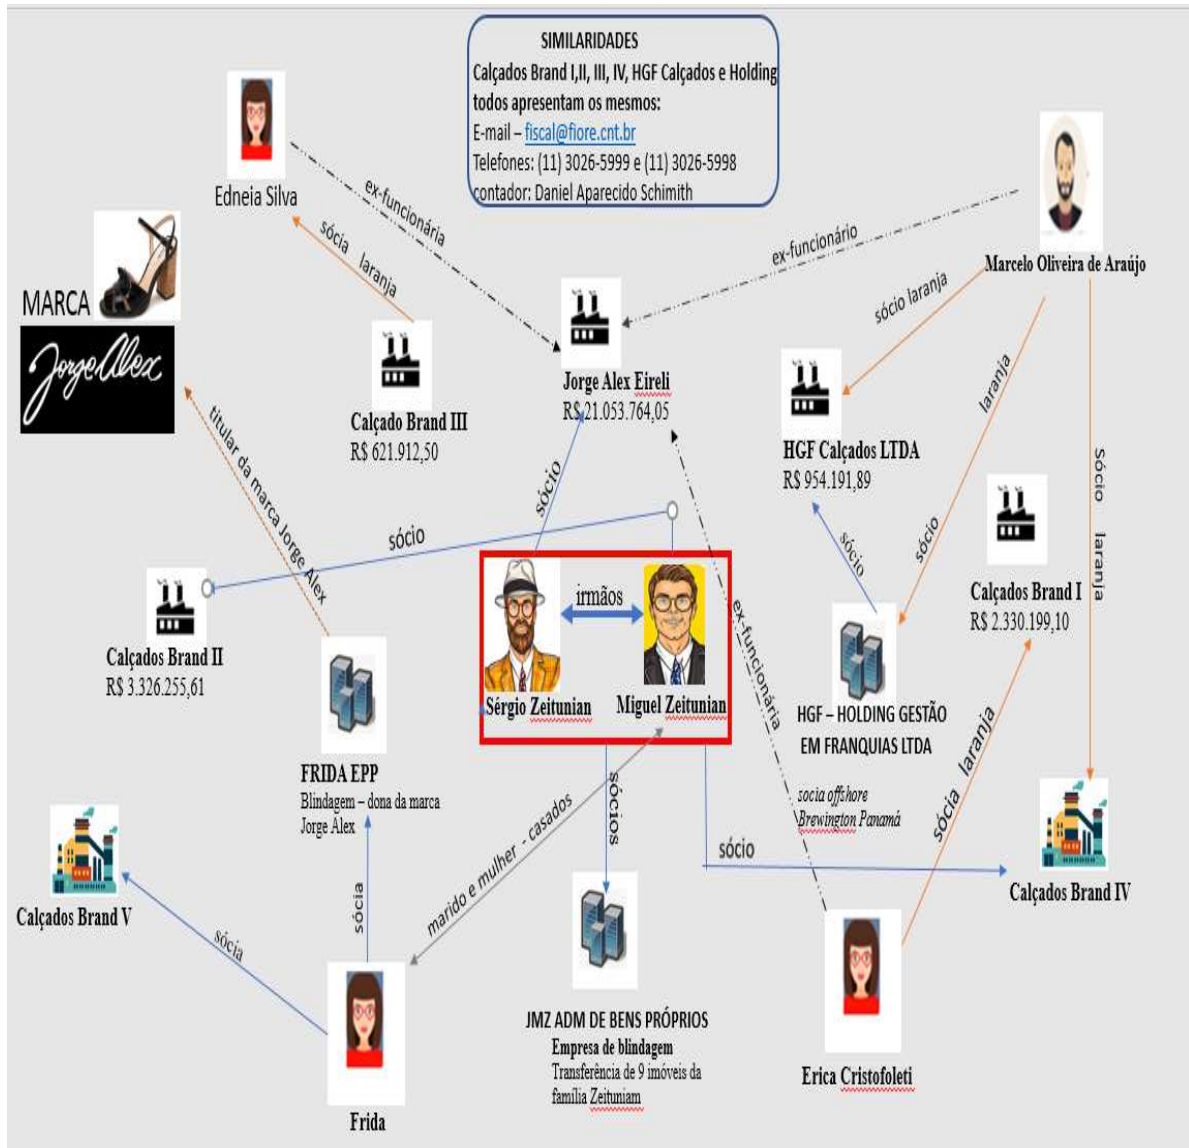 SIMILARIDADES
Calçados Brand I,II, III, IV, HGF Calçados e Holding
todos apresentam os mesmos:
E-mail – fiscal@fiore.cnt.br
Telefones: (11) 3026-5999 e (11) 3026-5998
contador: Daniel Aparecido Schimith
Edneia Silva
ex-funcionária
sócia laranja
MARCA
Jorge Alex
Calçado Brand III
R$ 621.912,50
Jorge Alex Eireli
R$ 21.053.764,05
ex-funcionário
Marcelo Oliveira de Araújo
sócio laranja
laranja
sócio
Sócio laranja
HGF Calçados LTDA
R$ 954.191,89
sócio
Calçados Brand I
R$ 2.330.199,10
titular da marca Jorge Alex
sócio
sócio
Calçados Brand II
R$ 3.326.255,61
irmãos
Sérgio Zeitunian
Miguel Zeitunian
ex-funcionária
HGF – HOLDING GESTÃO
EM FRANQUIAS LTDA
socia offshore
Brewington Panamá
sócia laranja
FRIDA EPP
Blindagem – dona da marca
Jorge Alex
marido e mulher - casados
sócios
sócio
Calçados Brand IV
Calçados Brand V
sócia
sócia
Frida
JMZ ADM DE BENS PRÓPRIOS
Empresa de blindagem
Transferência de 9 imóveis da
família Zeituniam
Erica Cristofoleti